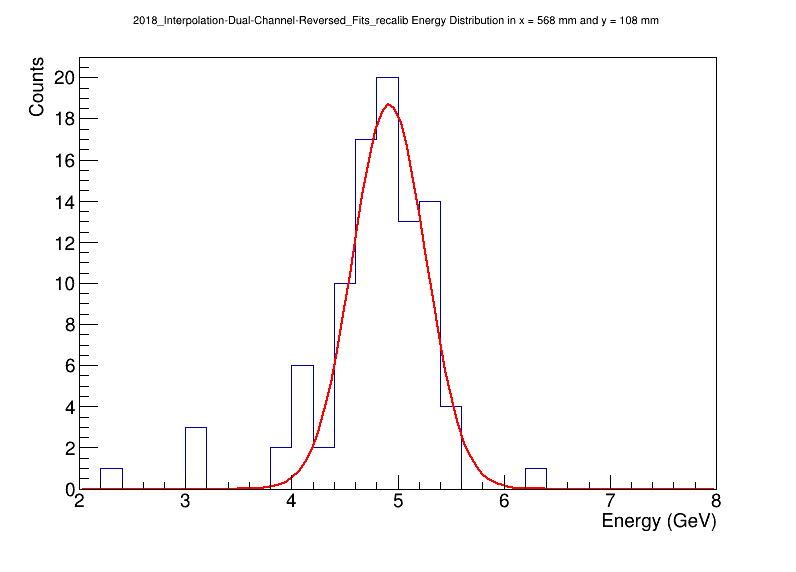 2018_Interpolation-Dual-Channel-Reversed_Fits_recalib Energy Distribution in x = 568 mm and y = 108 mm
Counts
20
18
16
14
12
10
8
6
4
2
0
2 3 4 5 6 7 8
Energy (GeV)